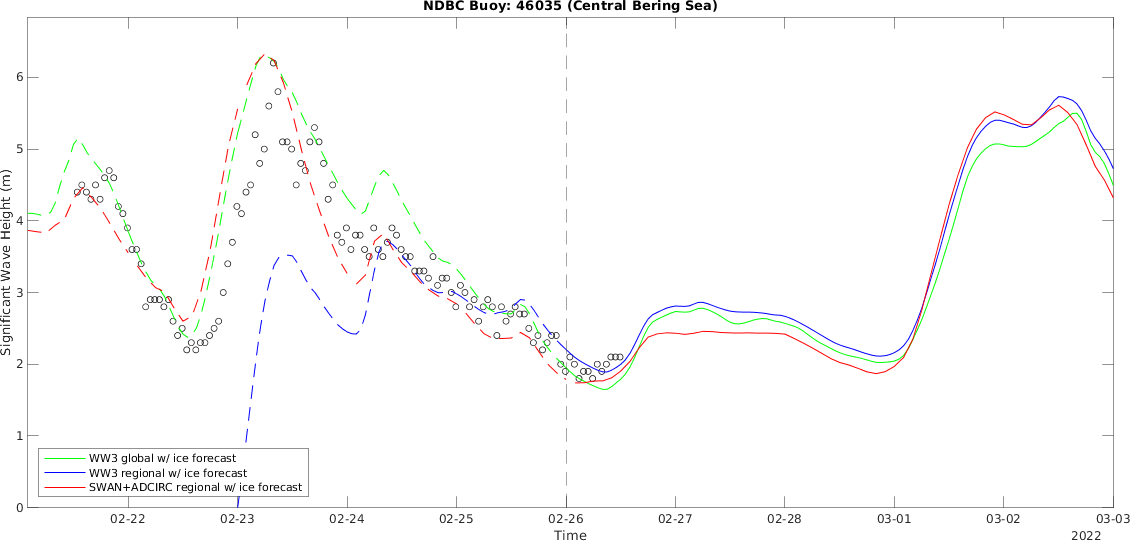 NDBC Buoy: 46035 (Central Bering Sea)
Significant Wave Height (m)
6
5
4
3
2
1
0
WW3 global w/ ice forecast
WW3 regional w/ ice forecast
SWAN+ADCIRC regional w/ ice forecast
02-22 02-23 02-24 02-25 02-26 02-27 02-28 03-01 03-02 03-03
Time
2022